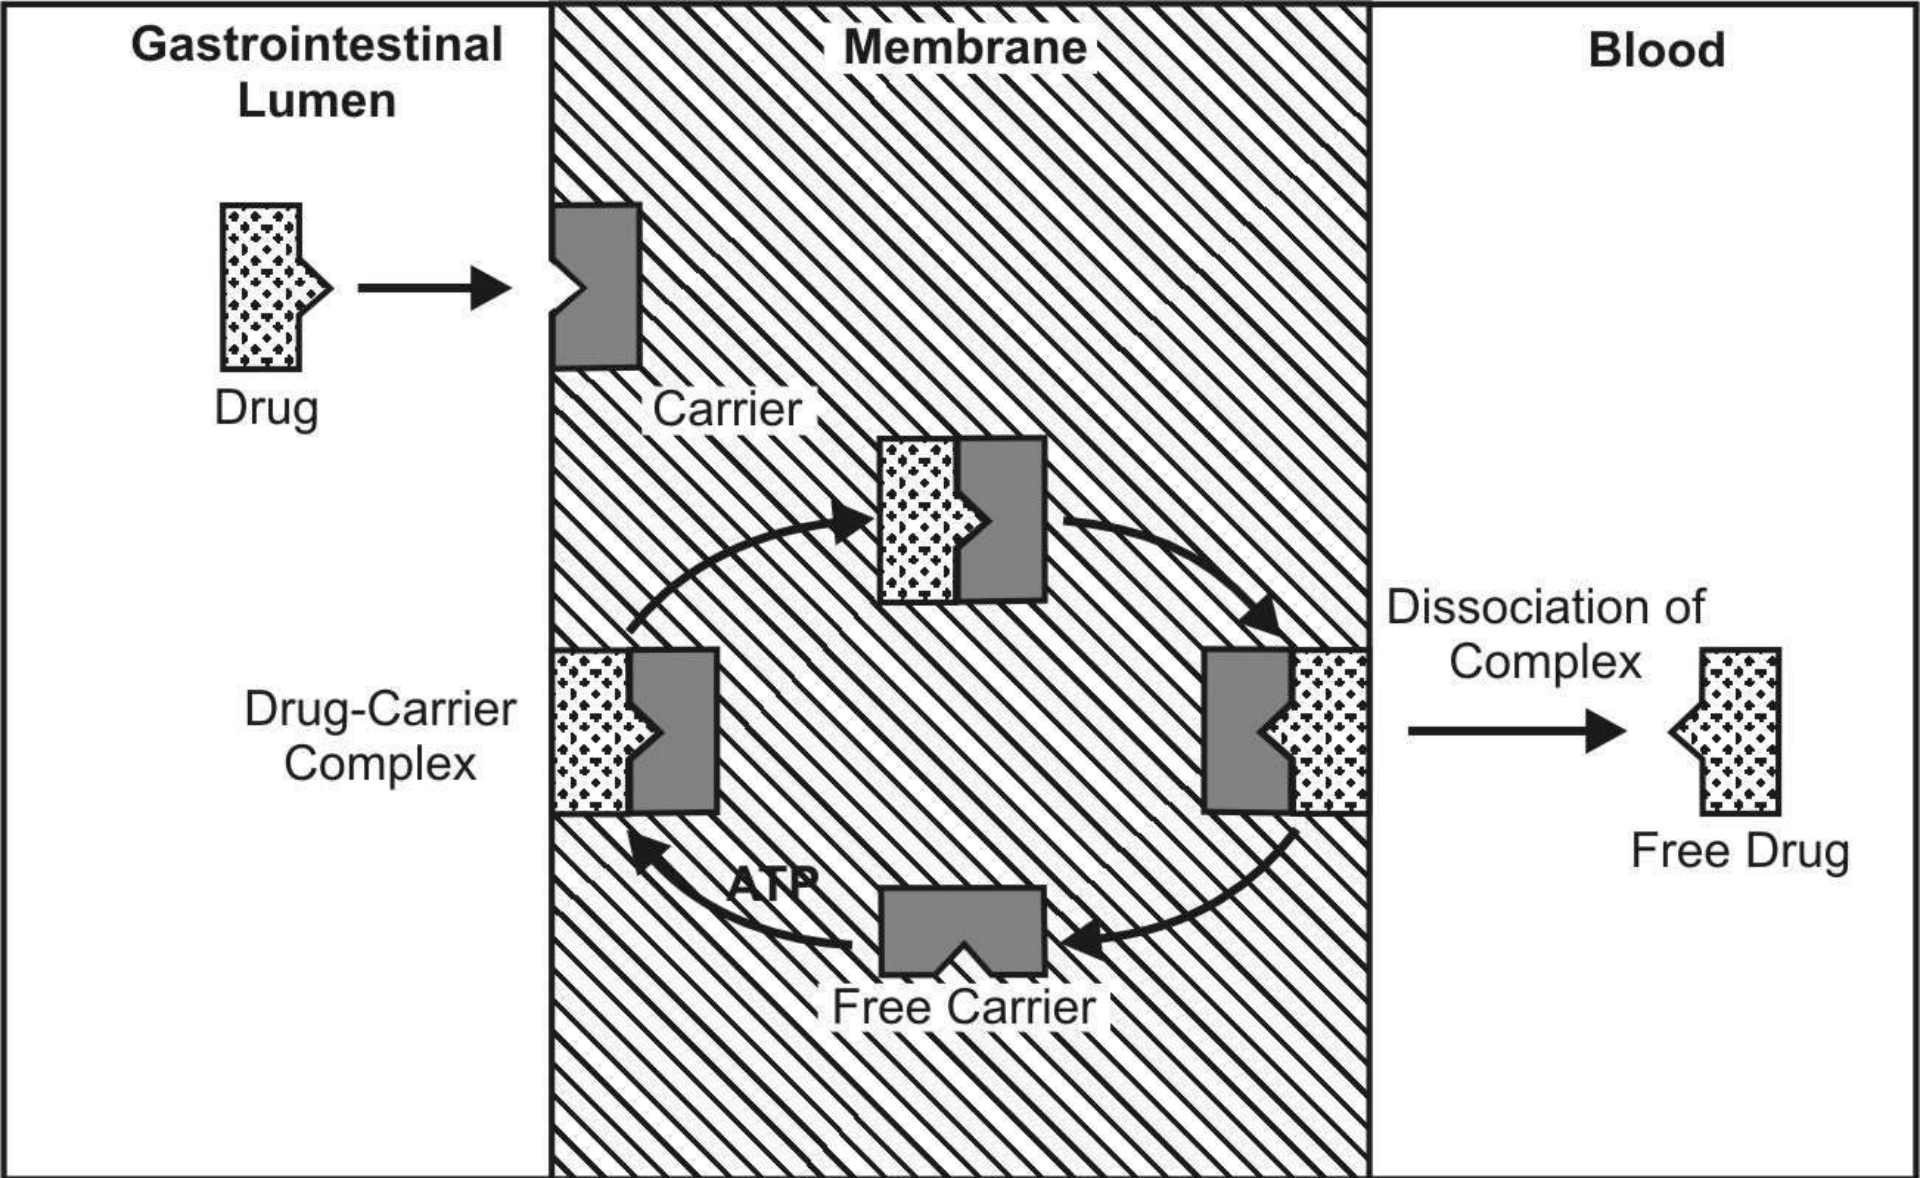 Gastrointestinal
Lumen
Membrane
Blood
Drug
Carrier
Drug-Carrier
Complex
Dissociation of
Complex
Free Drug
ATP
Free Carrier